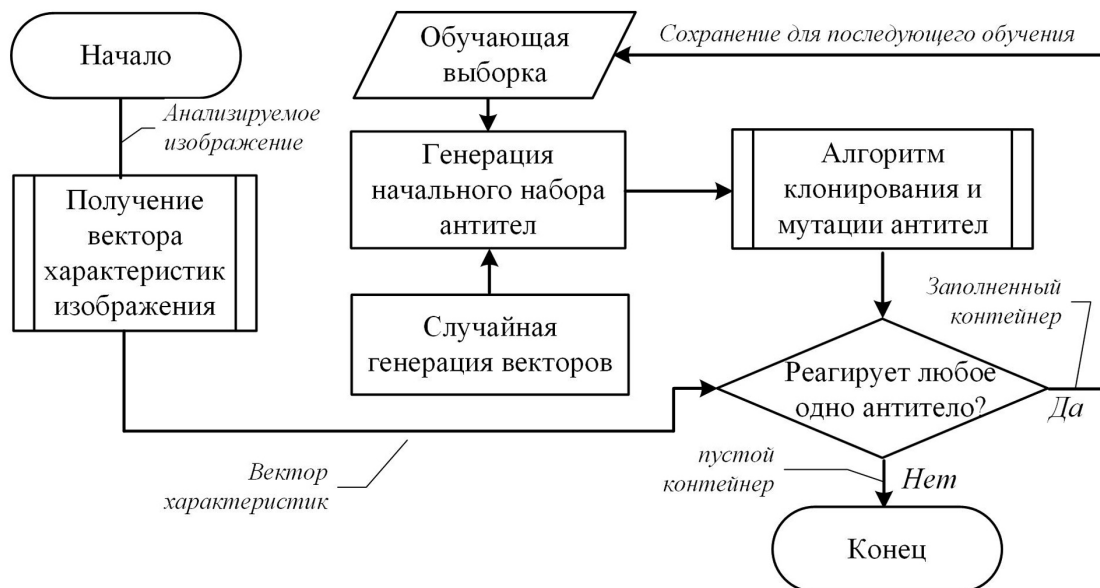 Начало
Анализируемое
изображение
Получение
вектора
характеристик
изображения
Обучающая
выборка
Сохранение для последующего обучения
Генерация
начального набора
антител
Алгоритм
клонирования и
мутации антител
Случайная
генерация векторов
Заполненный
контейнер
Реагирует любое
одно антитело?
Да
Вектор
характеристик
пустой
контейнер
Нет
Конец